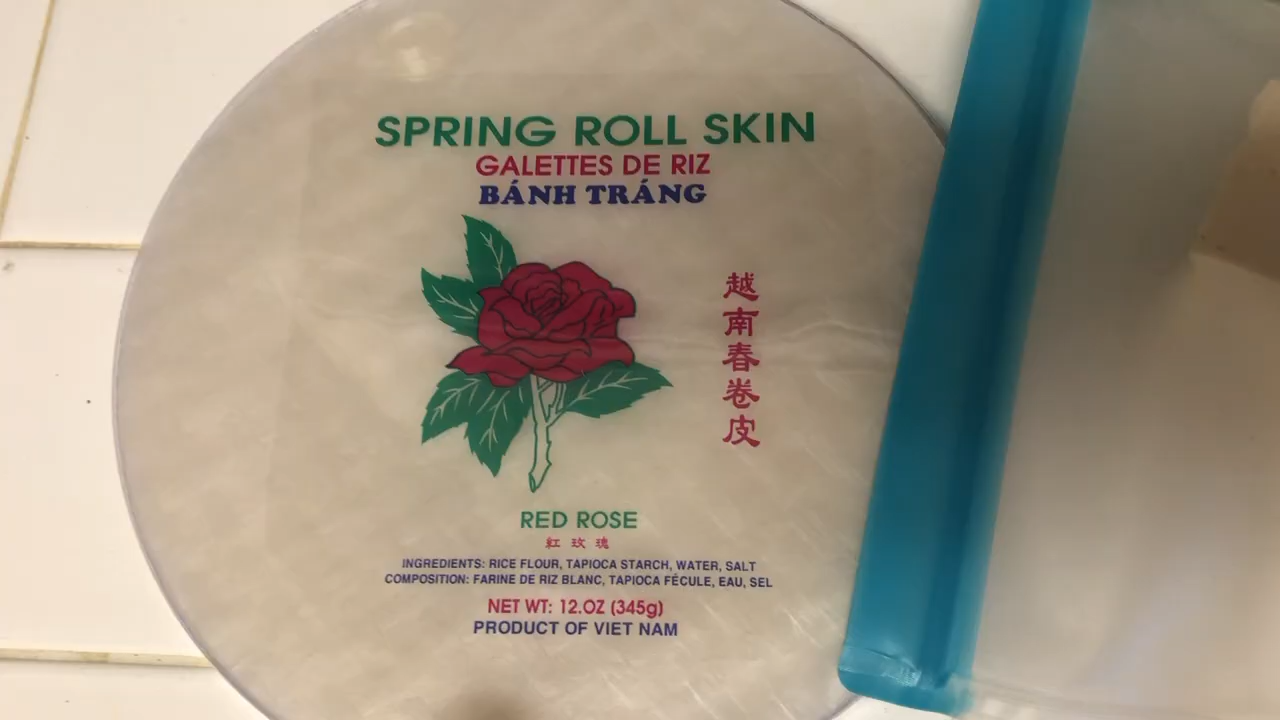 SPRING ROLL SKIN
GALETTES DE RIZ
BÁNH TRÁNG
越南春卷皮
RED ROSE
紅玫瑰
INGREDIENTS: RICE FLOUR, TAPIOCA STARCH, WATER, SALT
COMPOSITION: FARINE DE RIZ BLANC, TAPIOCA FÉCULE, EAU, SEL
NET WT: 12.OZ (345g)
PRODUCT OF VIET NAM